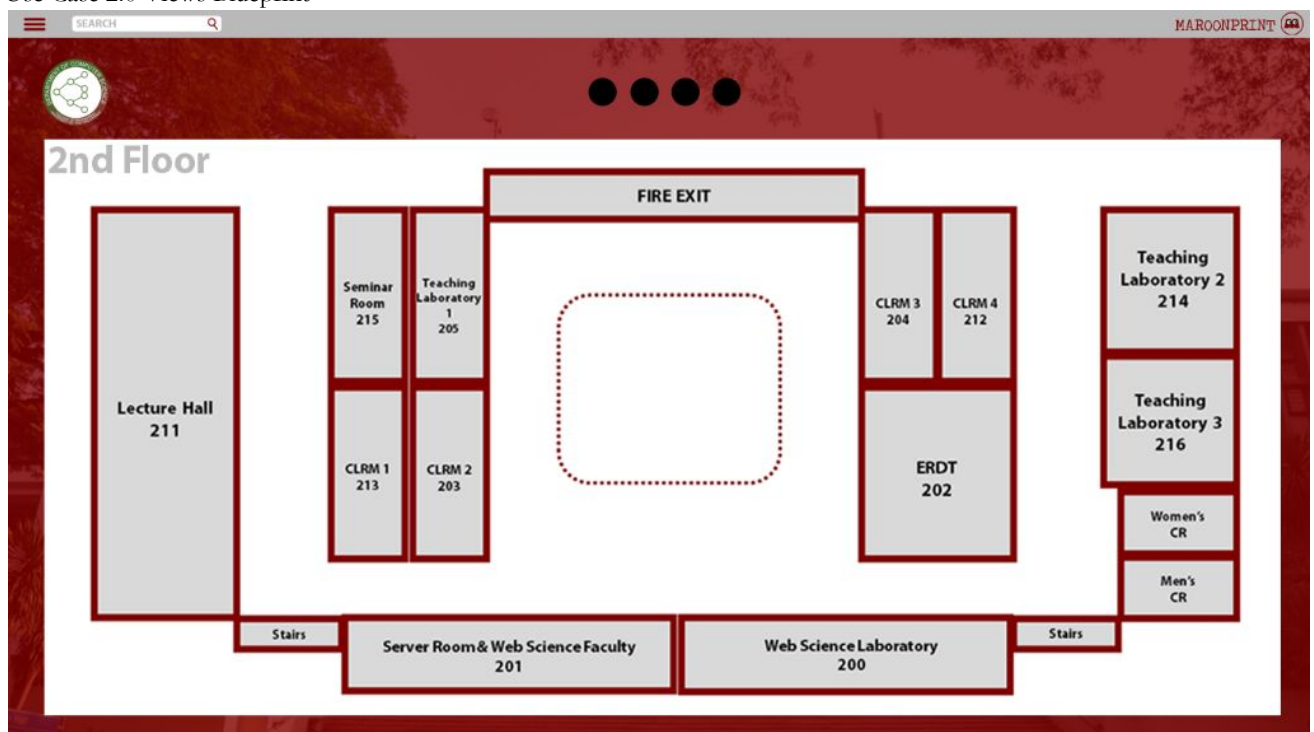 SEARCH
MAROONPRINT
2nd Floor
FIRE EXIT
Lecture Hall
211
Seminar
Room
215
Teaching
Laboratory
1
205
CLRM 1
213
CLRM 2
203
CLRM 3
204
CLRM 4
212
ERDT
202
Teaching
Laboratory 2
214
Teaching
Laboratory 3
216
Women's
CR
Men's
CR
Stairs
Server Room & Web Science Faculty
201
Web Science Laboratory
200
Stairs